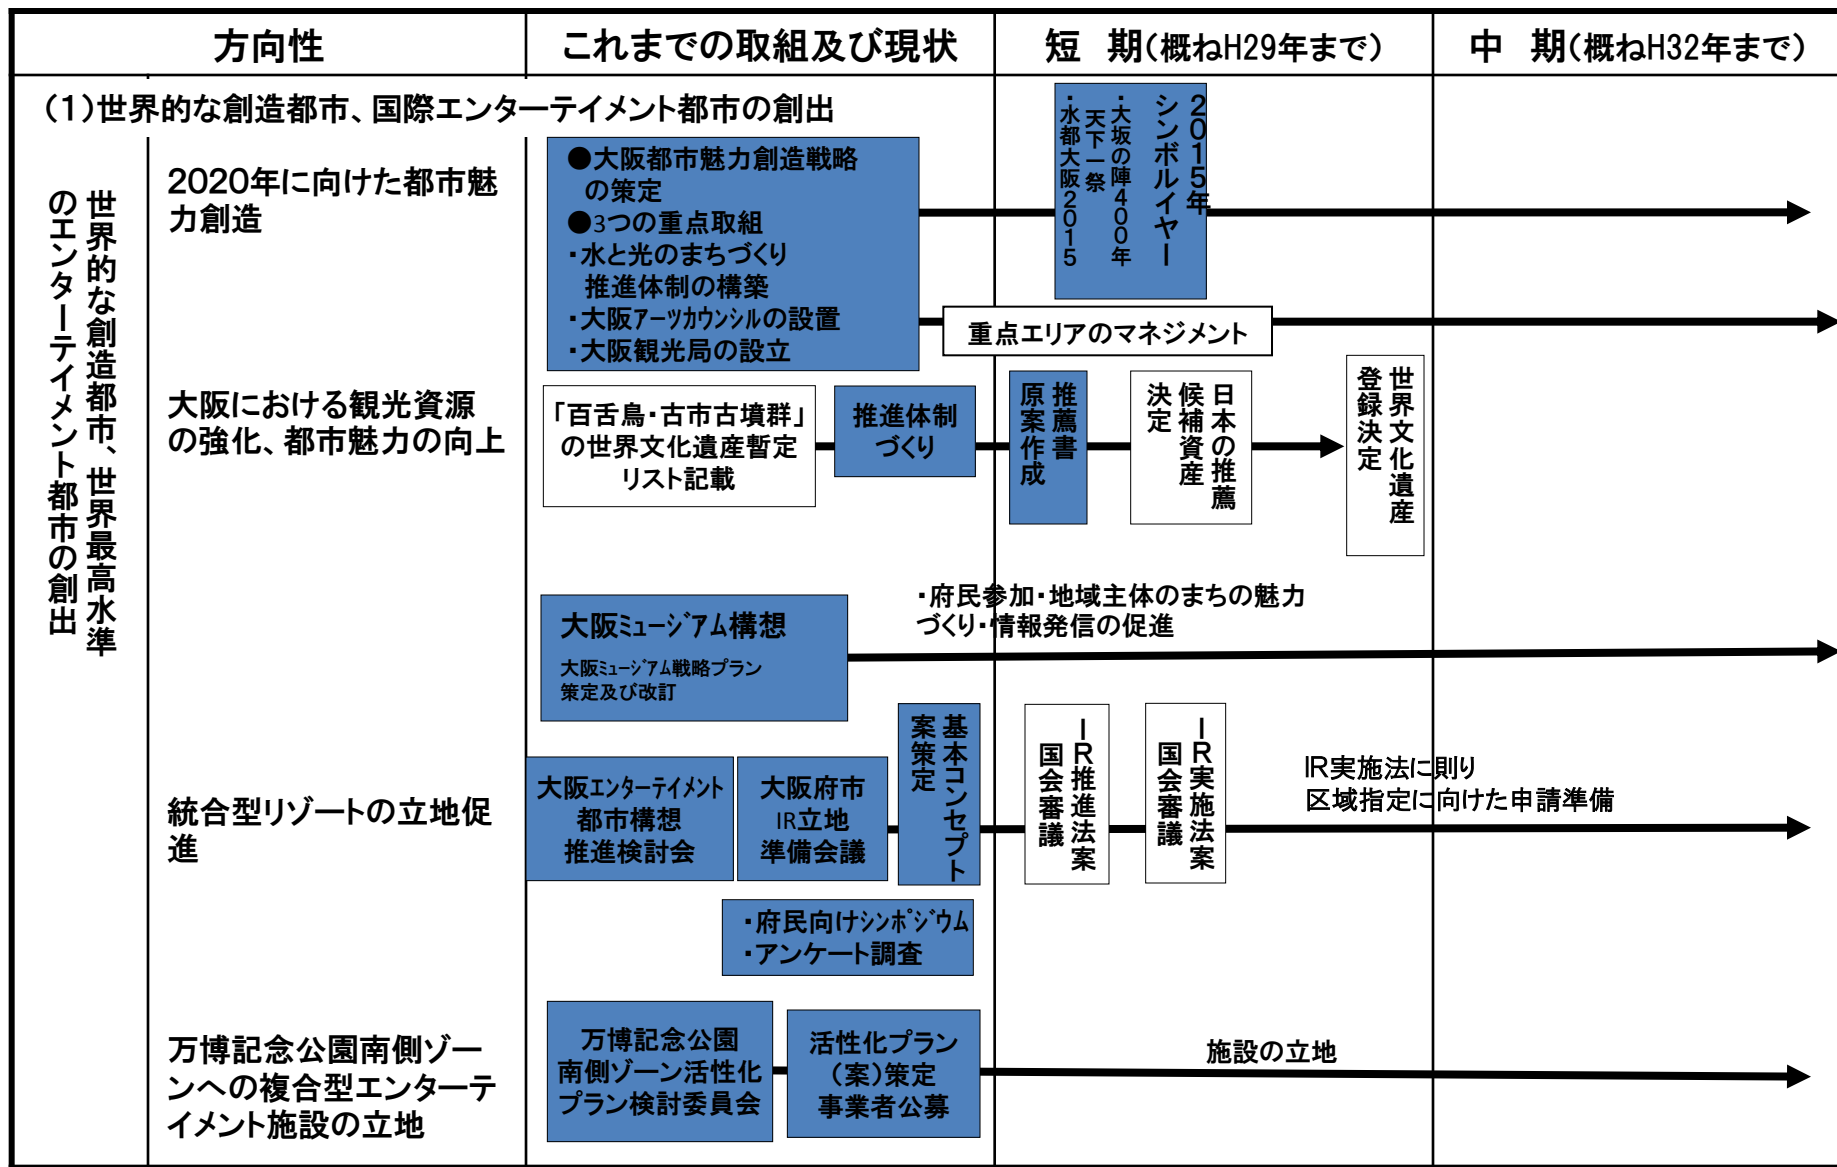 方向性
これまでの取組及び現状
短　期(概ねH29年まで)
中　期(概ねH32年まで)
(1)世界的な創造都市、国際エンターテイメント都市の創出
世界的な創造都市、世界最高水準
のエンターテイメント都市の創出
2020年に向けた都市魅
力創造
●大阪都市魅力創造戦略
の策定
●3つの重点取組
・水と光のまちづくり
推進体制の構築
・大阪ｱｰﾂｶｳﾝｼﾙの設置
・大阪観光局の設立
2015年
シンボルイヤー
・大坂の陣400年
天下一祭
・水都大阪2015
重点エリアのマネジメント
大阪における観光資源
の強化、都市魅力の向上
「百舌鳥・古市古墳群」
の世界文化遺産暫定
リスト記載
推進体制
づくり
推薦書
原案作成
日本の推薦
候補資産
決定
世界文化遺産
登録決定
大阪ﾐｭｰｼﾞｱﾑ構想
大阪ﾐｭｰｼﾞｱﾑ戦略プラン
策定及び改訂
・府民参加・地域主体のまちの魅力
づくり・情報発信の促進
統合型リゾートの立地促
進
大阪ｴﾝﾀｰﾃｲﾒﾝﾄ
都市構想
推進検討会
大阪府市
IR立地
準備会議
基本コンセプト
案策定
IR推進法案
国会審議
IR実施法案
国会審議
IR実施法に則り
区域指定に向けた申請準備
・府民向けｼﾝﾎﾟｼﾞｳﾑ
・アンケート調査
万博記念公園南側ゾー
ンへの複合型エンターテ
イメント施設の立地
万博記念公園
南側ゾーン活性化
プラン検討委員会
活性化プラン
（案）策定
事業者公募
施設の立地